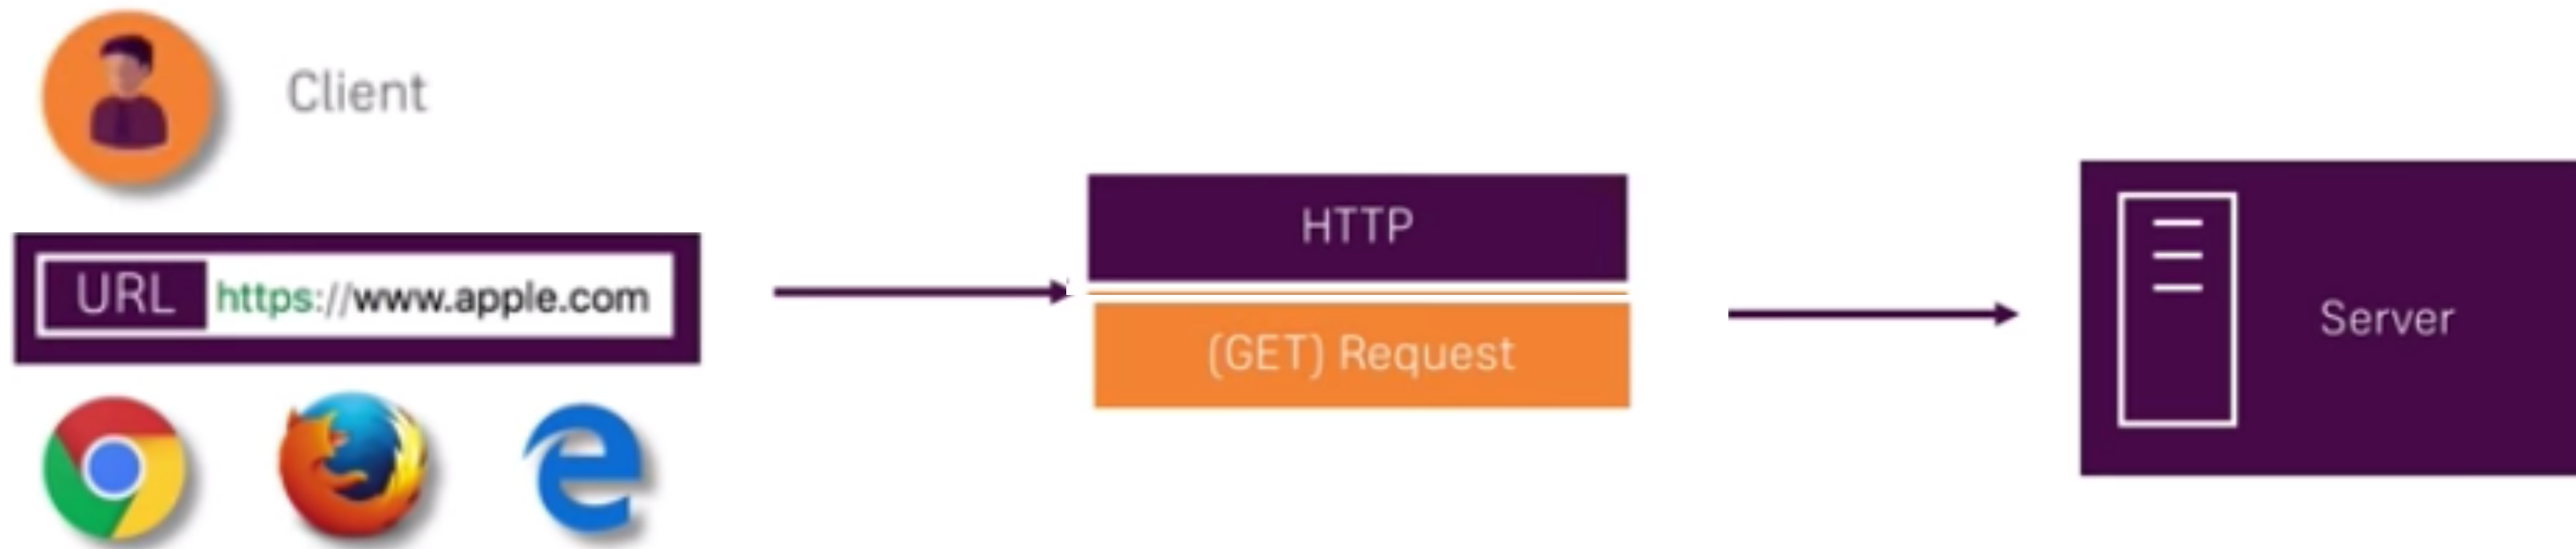 Client
URL https://www.apple.com
HTTP
(GET) Request
Server